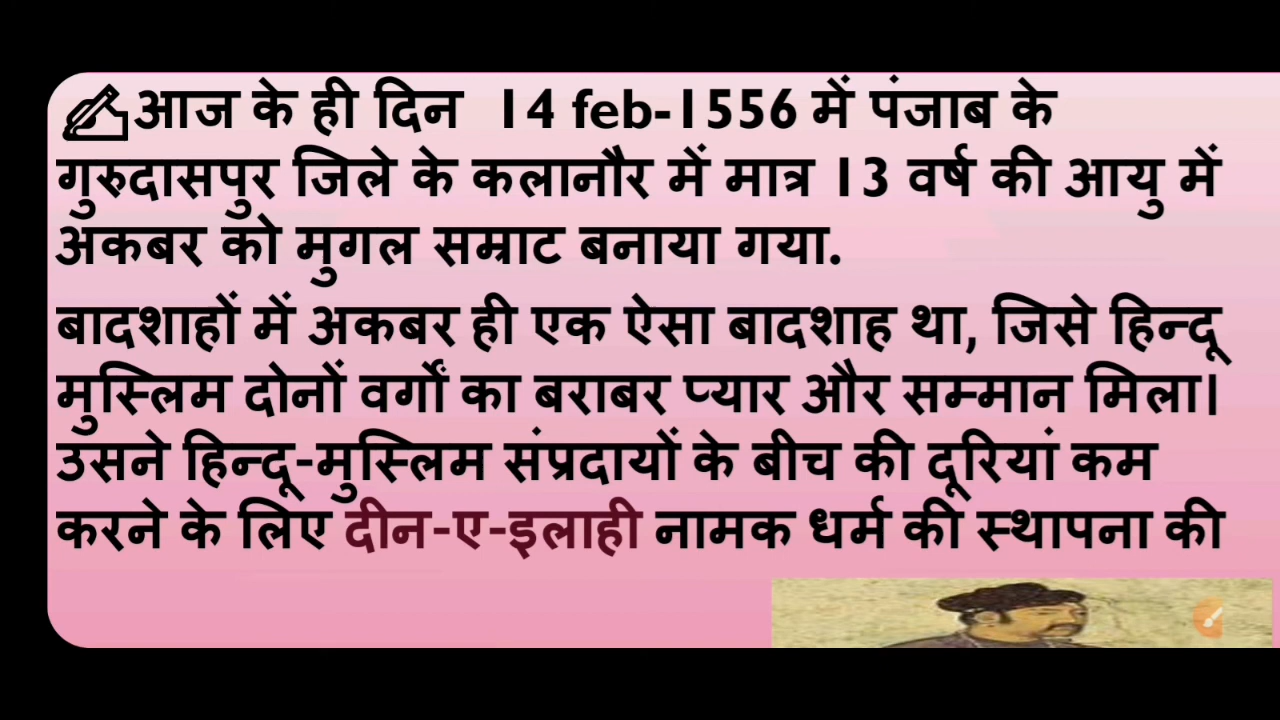 ✍आज के ही दिन 14 feb-1556 में पंजाब के
गुरुदासपुर जिले के कलानौर में मात्र 13 वर्ष की आयु में
अकबर को मुगल सम्राट बनाया गया.
बादशाहों में अकबर ही एक ऐसा बादशाह था, जिसे हिन्दू
मुस्लिम दोनों वर्गों का बराबर प्यार और सम्मान मिला।
उसने हिन्दू-मुस्लिम संप्रदायों के बीच की दूरियां कम
करने के लिए दीन-ए-इलाही नामक धर्म की स्थापना की